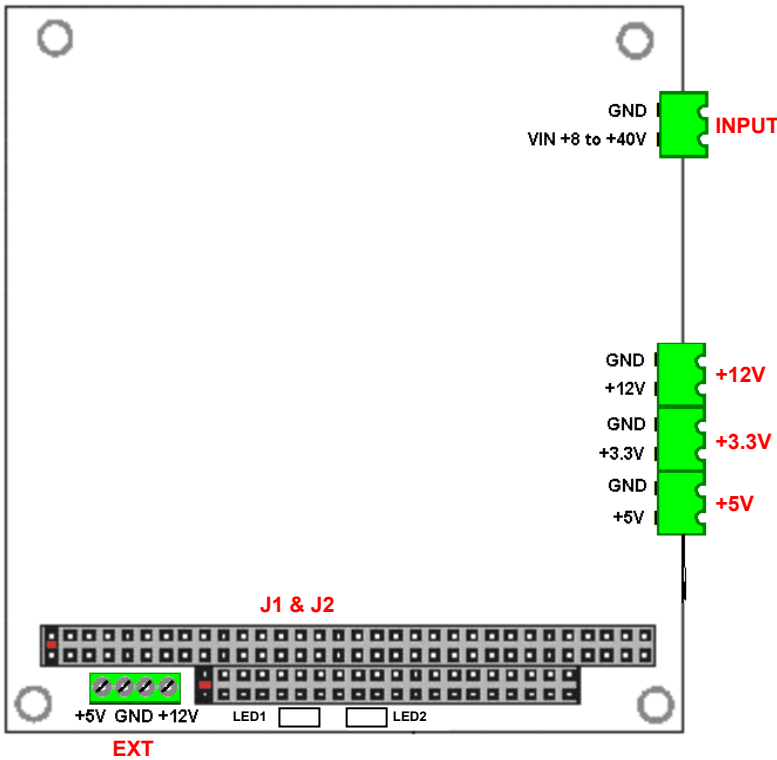 GND
VIN +8 to +40V
INPUT
GND
+12V
+12V
GND
+3.3V
+3.3V
GND
+5V
+5V
J1 & J2
+5V GND +12V
LED1
LED2
EXT